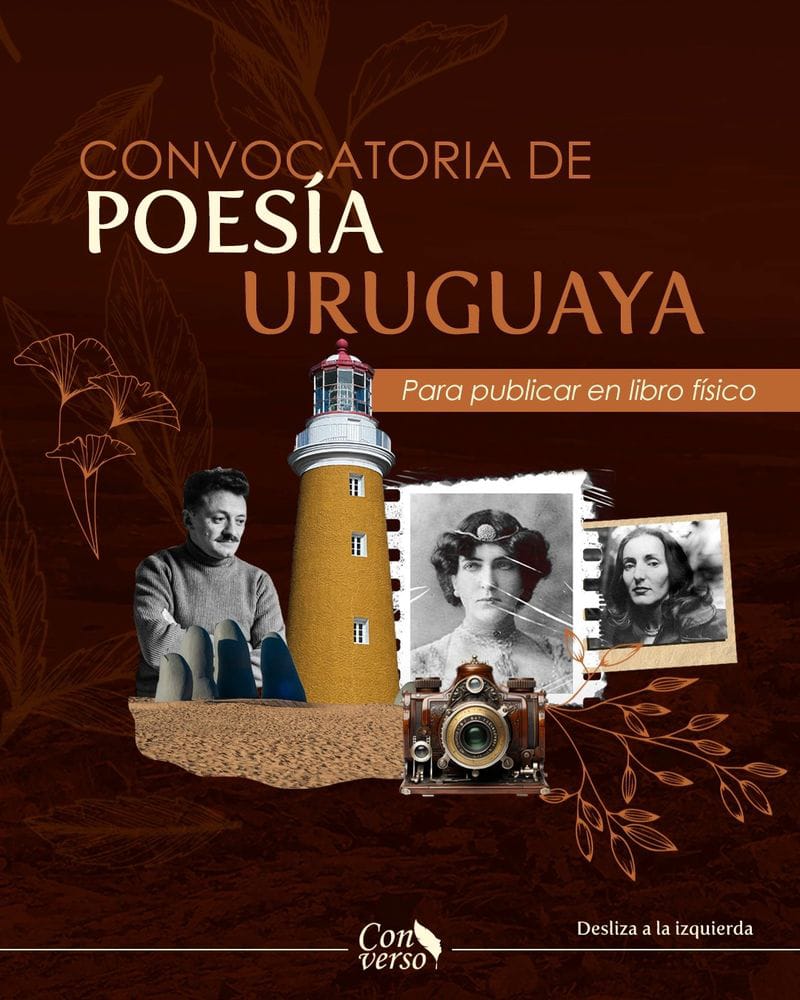 CONVOCATORIA DE
POESÍA
URUGUAYA
Para publicar en libro físico
Desliza a la izquierda
Con
verso